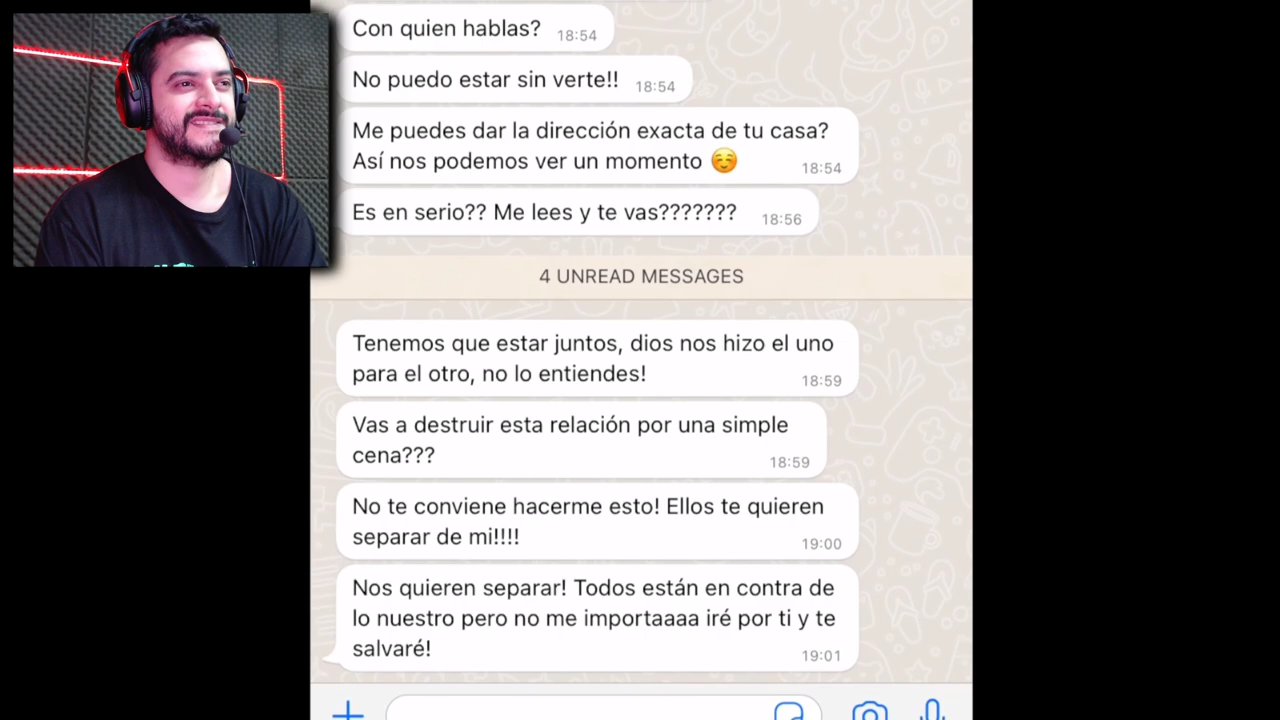 Con quien hablas? 18:54
No puedo estar sin verte!! 18:54
Me puedes dar la dirección exacta de tu casa?
Así nos podemos ver un momento ☺️ 18:54
Es en serio?? Me lees y te vas??????? 18:56
4 UNREAD MESSAGES
Tenemos que estar juntos, dios nos hizo el uno
para el otro, no lo entiendes! 18:59
Vas a destruir esta relación por una simple
cena??? 18:59
No te conviene hacerme esto! Ellos te quieren
separar de mi!!!! 19:00
Nos quieren separar! Todos están en contra de
lo nuestro pero no me importaaaa iré por ti y te
salvaré! 19:01